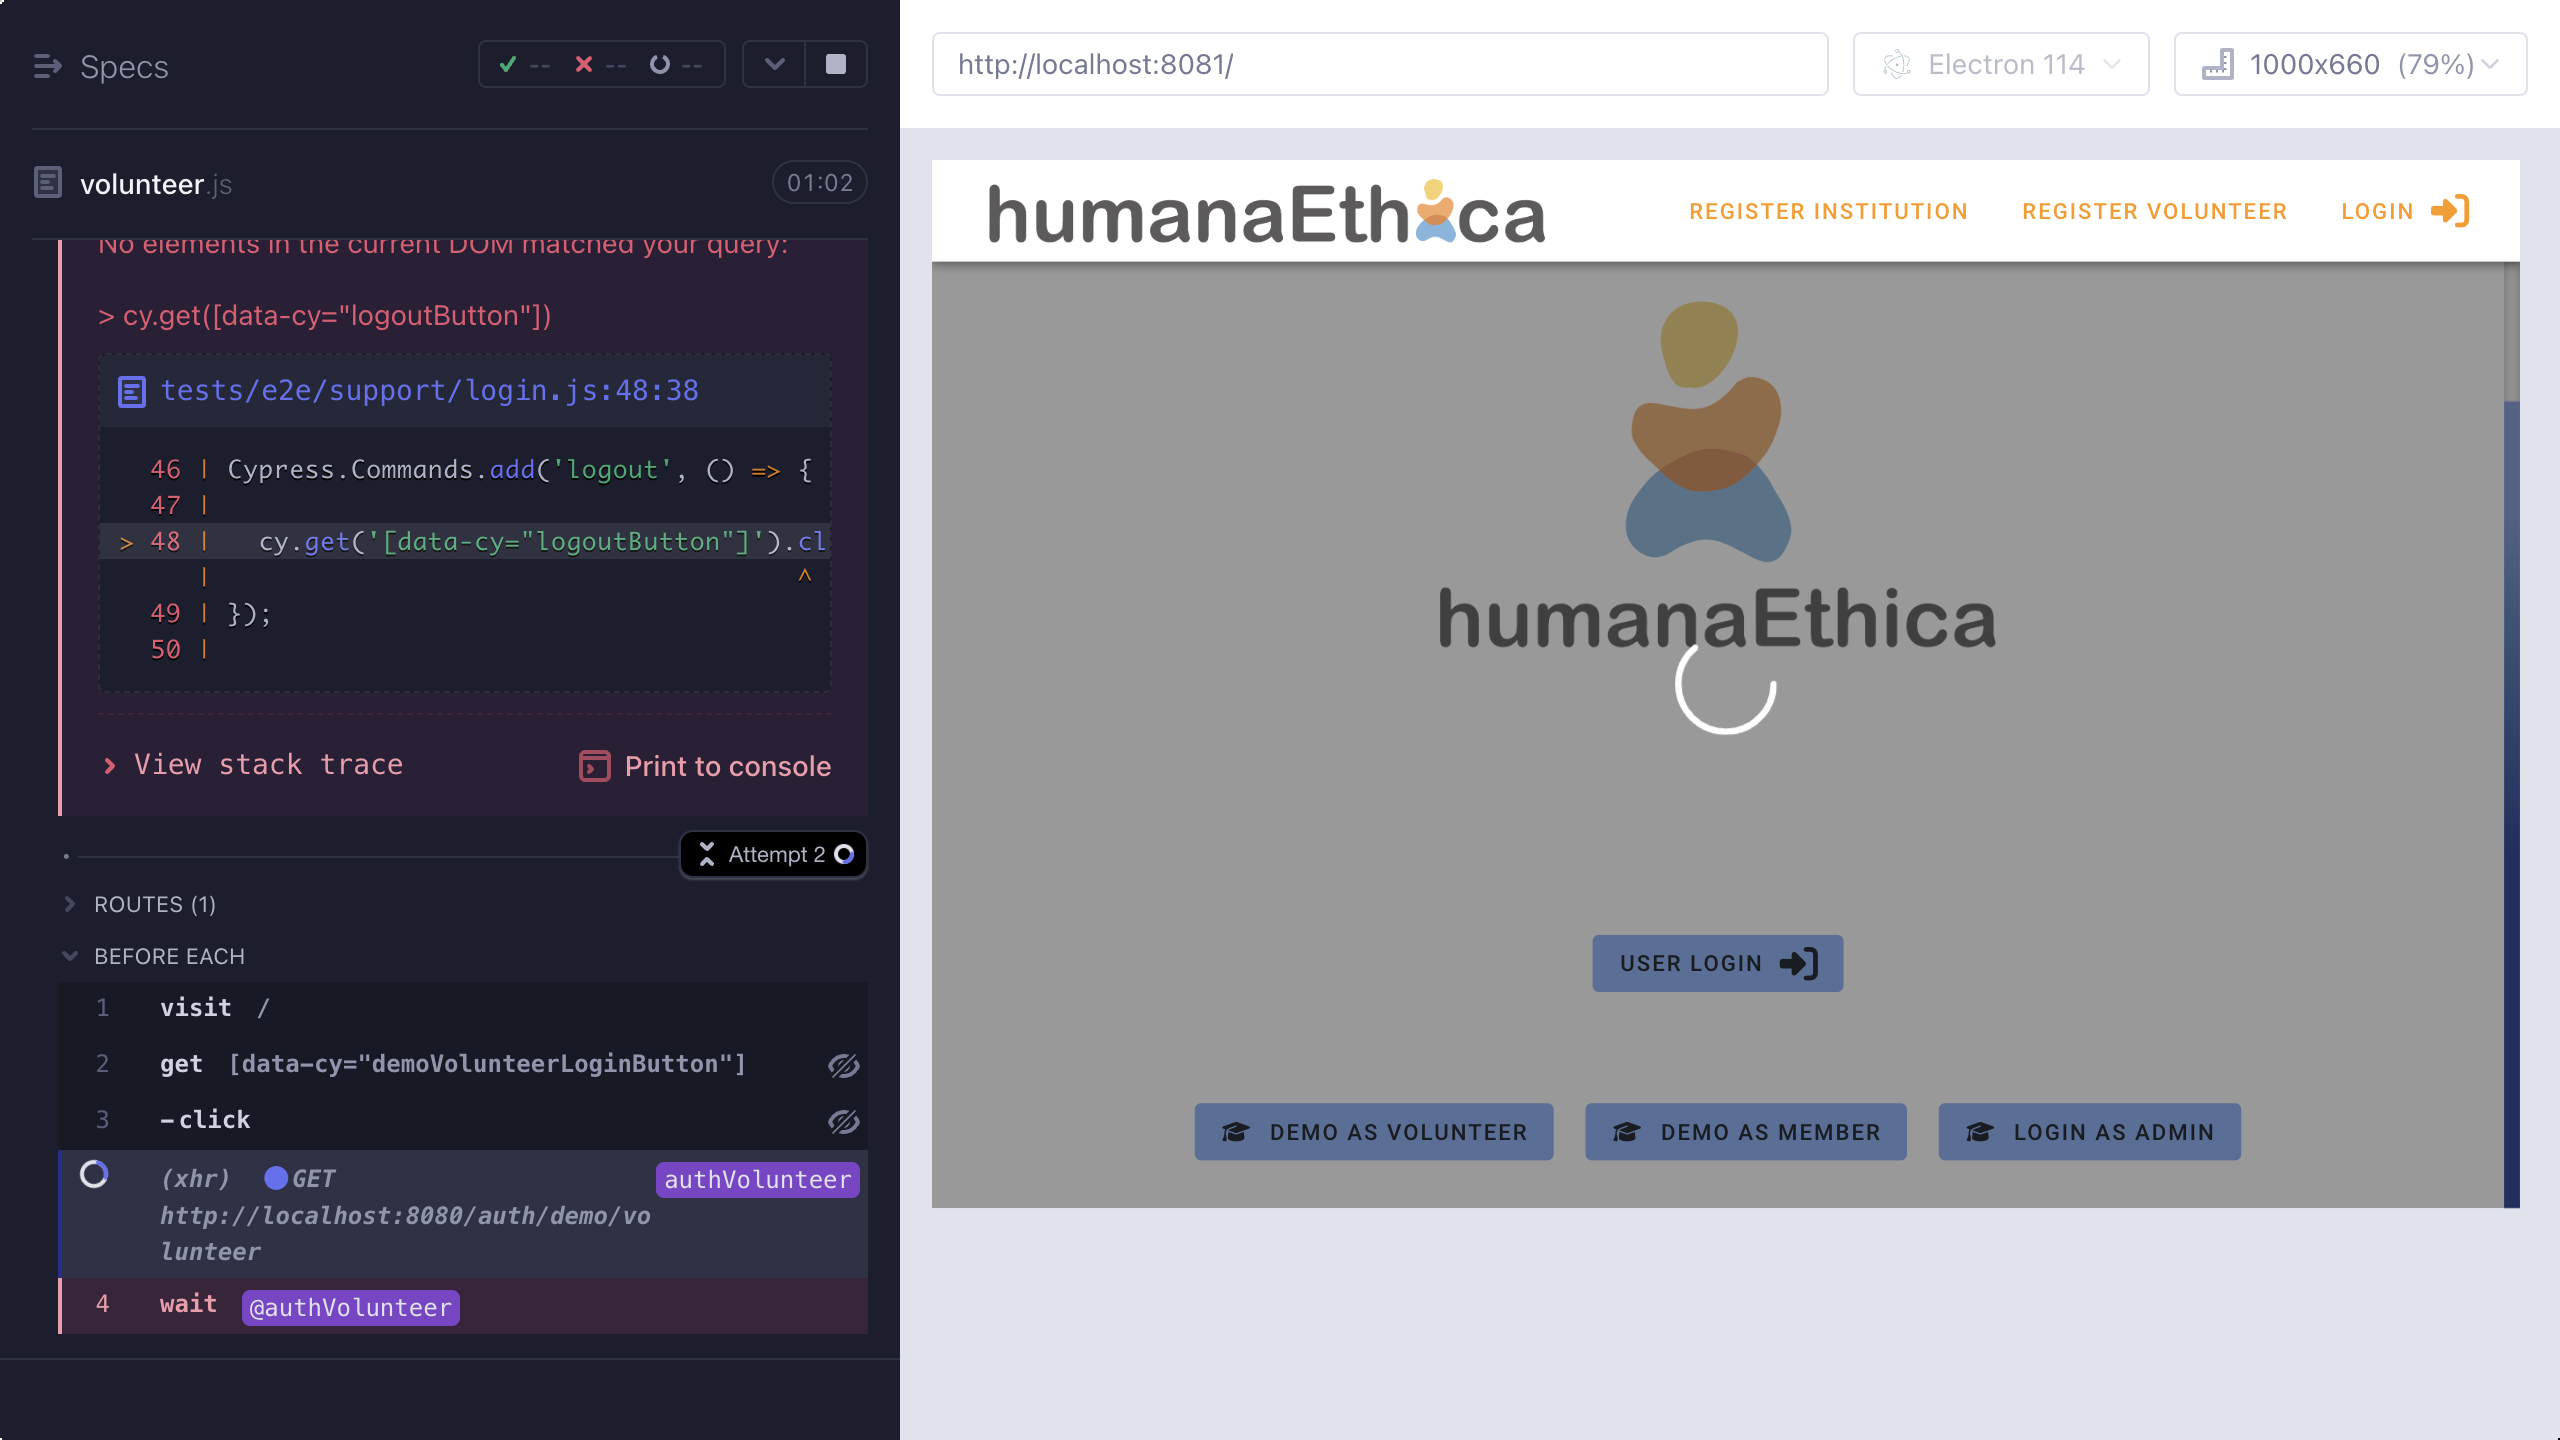 Specs
-- -- --
volunteer.js
01:02
No elements in the current DOM matched your query:
> cy.get([data-cy="logoutButton"])
tests/e2e/support/login.js:48:38
46 | Cypress.Commands.add('logout', () => {
47 |
> 48 |   cy.get('[data-cy="logoutButton"]').cl
| ^
49 | });
50 |
View stack trace
Print to console
Attempt 2
ROUTES (1)
BEFORE EACH
1 visit /
2 get [data-cy="demoVolunteerLoginButton"]
3 -click
(xhr) GET authVolunteer
http://localhost:8080/auth/demo/vo
lunteer
4 wait @authVolunteer
http://localhost:8081/
Electron 114
1000x660 (79%)
humanaEthica
REGISTER INSTITUTION
REGISTER VOLUNTEER
LOGIN
humanaEthica
USER LOGIN
DEMO AS VOLUNTEER
DEMO AS MEMBER
LOGIN AS ADMIN